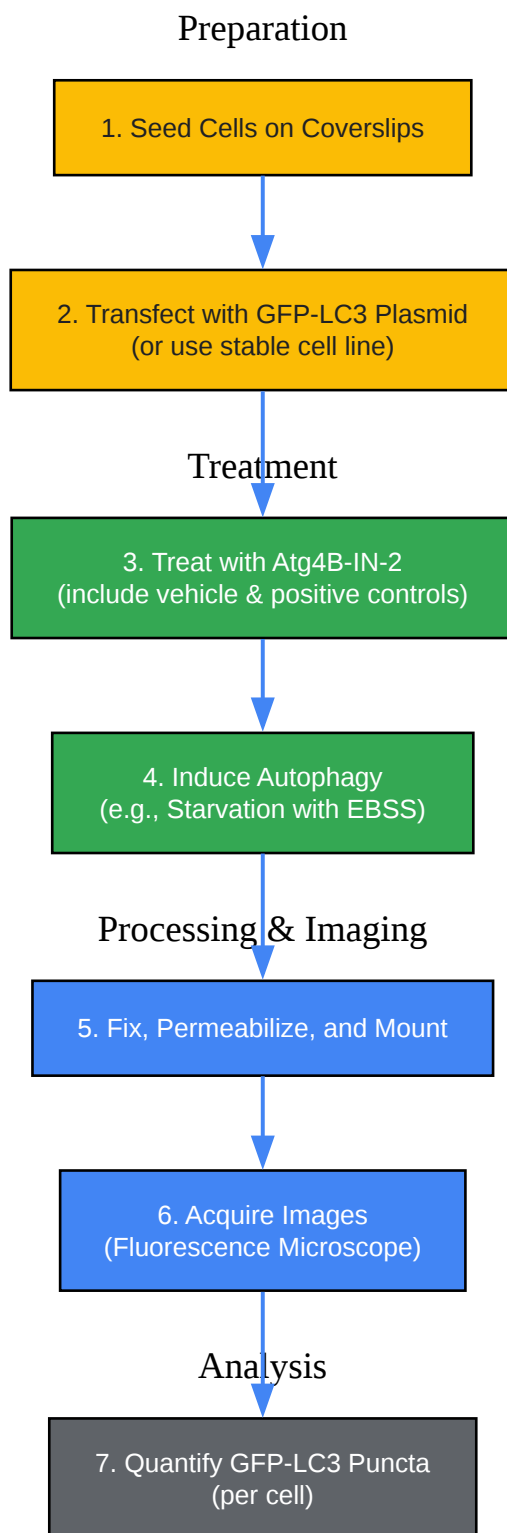 Preparation
1. Seed Cells on Coverslips
2. Transfect with GFP-LC3 Plasmid
(or use stable cell line)
Treatment
3. Treat with Atg4B-IN-2
(include vehicle & positive controls)
4. Induce Autophagy
(e.g., Starvation with EBSS)
Processing & Imaging
5. Fix, Permeabilize, and Mount
6. Acquire Images
(Fluorescence Microscope)
Analysis
7. Quantify GFP-LC3 Puncta
(per cell)